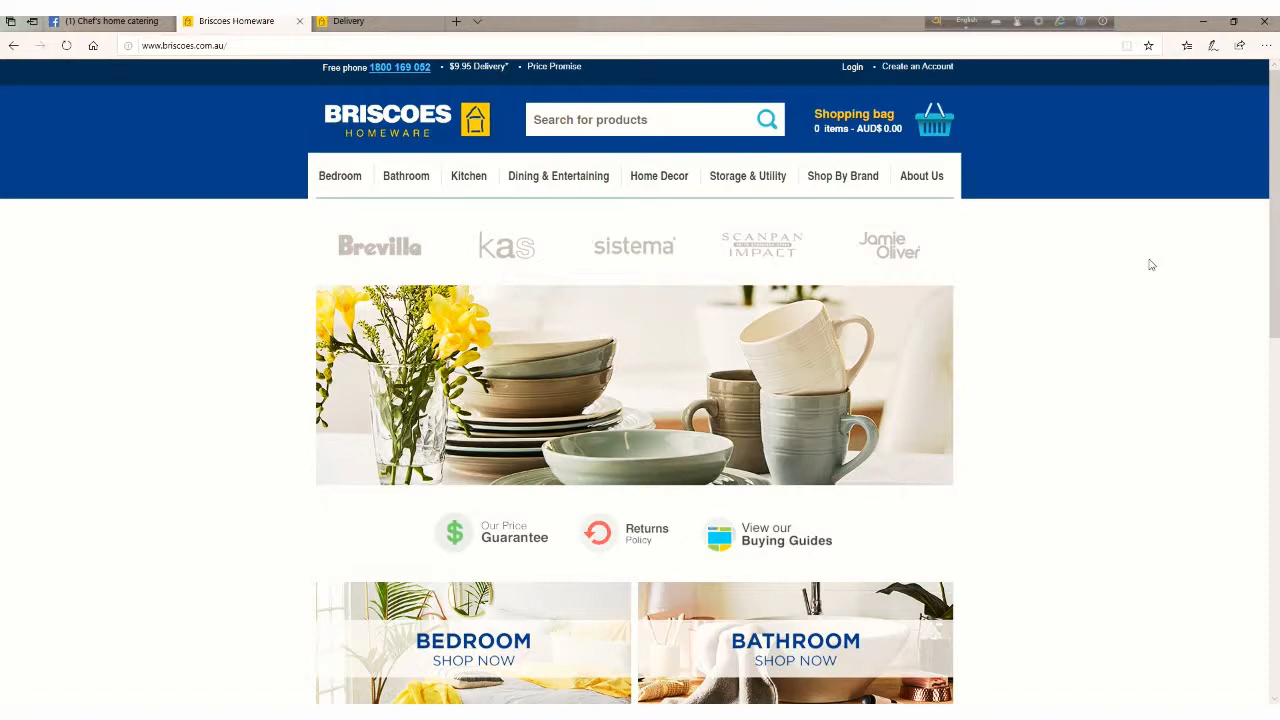 (1) Chef's home catering
Briscoes Homeware
Delivery
English
www.briscoes.com.au/
Free phone 1800 169 052
• $9.95 Delivery*
• Price Promise
Login
• Create an Account
BRISCOES
HOMEWARE
Search for products
Shopping bag
0 items - AUD$ 0.00
Bedroom
Bathroom
Kitchen
Dining & Entertaining
Home Decor
Storage & Utility
Shop By Brand
About Us
Breville
kas
sistema®
SCANPAN
IMPACT
Jamie
Oliver
Our Price
Guarantee
Returns
Policy
View our
Buying Guides
BEDROOM
SHOP NOW
BATHROOM
SHOP NOW